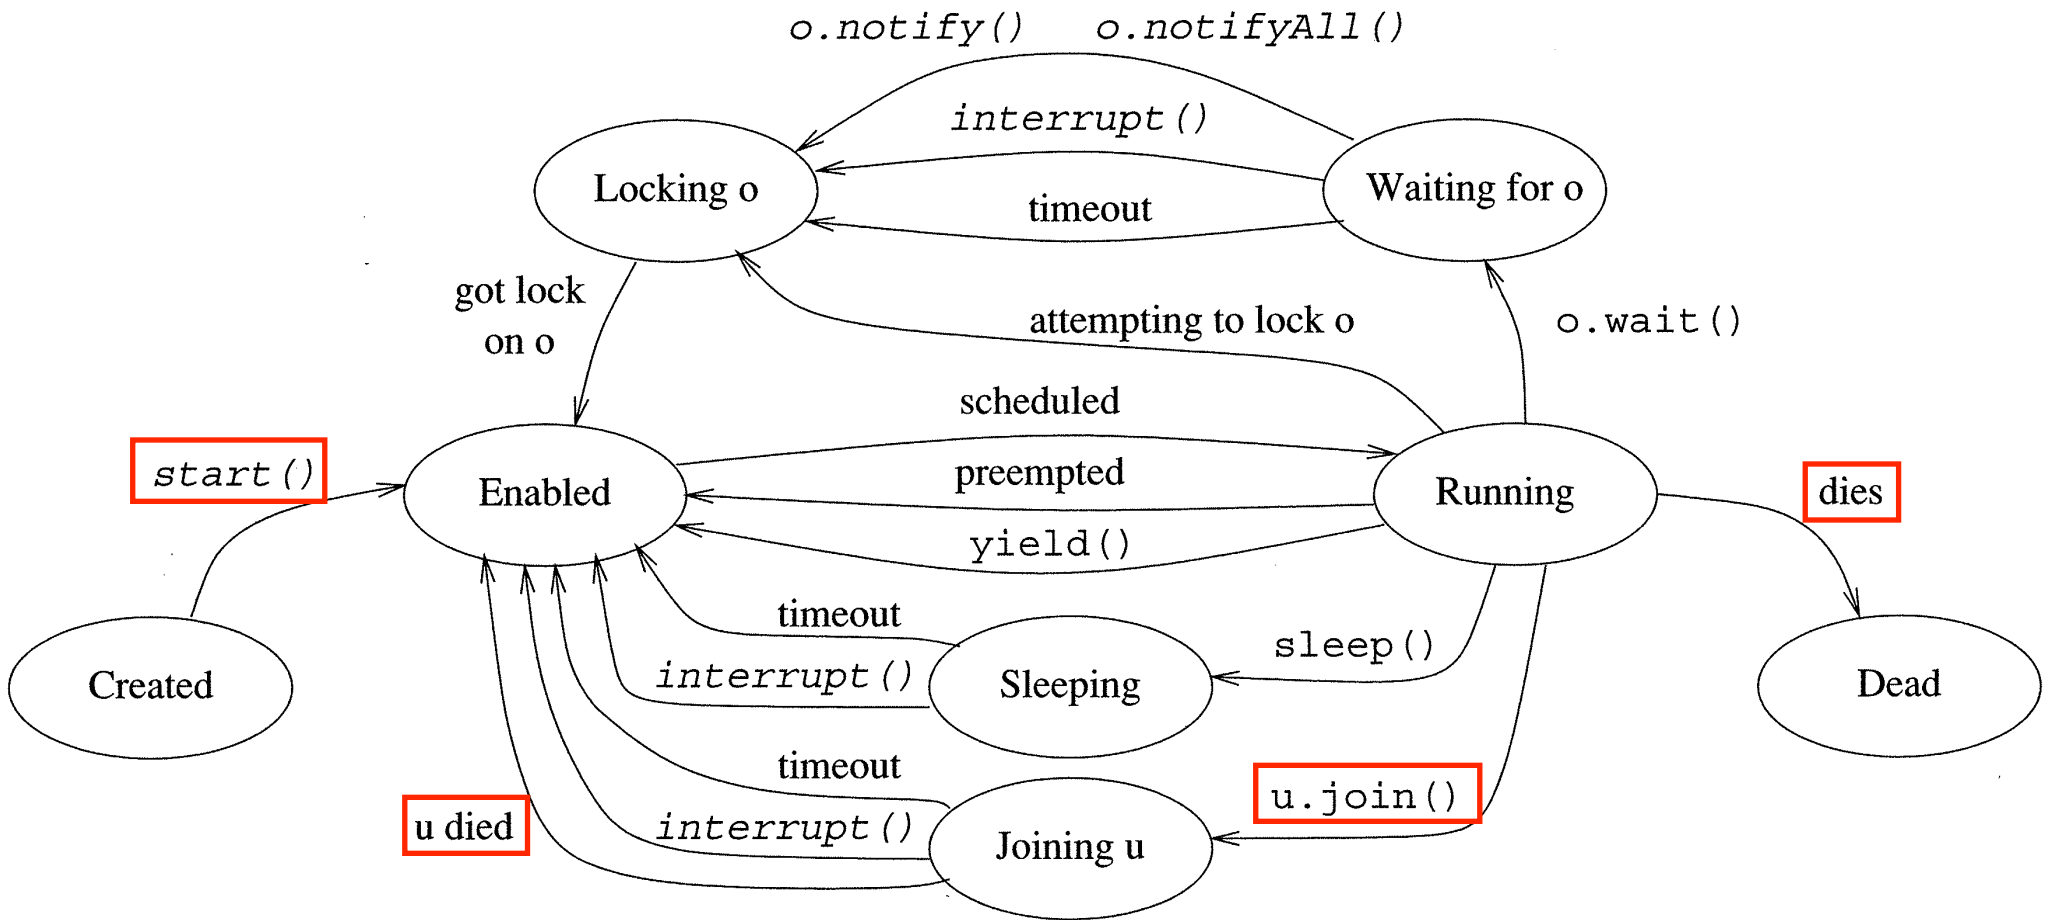 o.notify() o.notifyAll()
interrupt()
Locking o
Waiting for o
timeout
got lock
on o
attempting to lock o
o.wait()
scheduled
start()
preempted
Enabled
Running
dies
yield()
timeout
sleep()
interrupt()
Created
Sleeping
Dead
timeout
u.join()
u died
interrupt()
Joining u